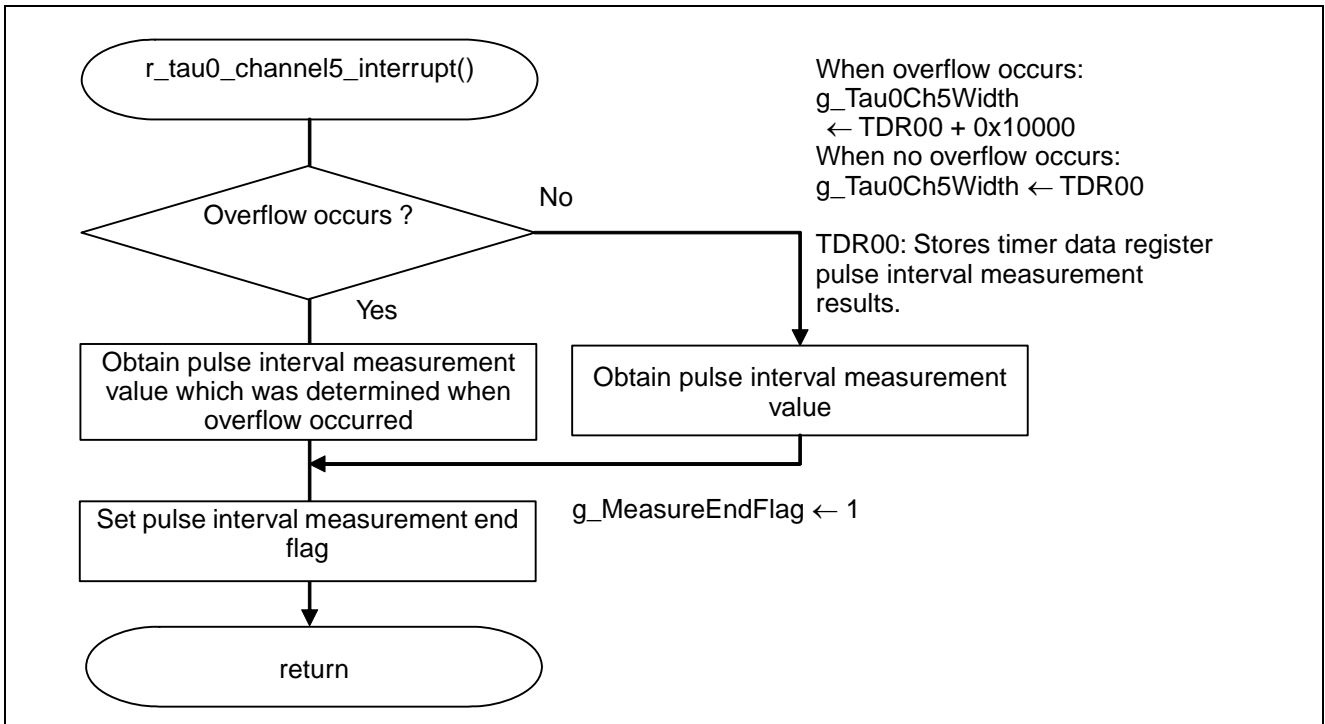 r_tau0_channel5_interrupt()
When overflow occurs:
g_Tau0Ch5Width
← TDR00 + 0x10000
When no overflow occurs:
g_Tau0Ch5Width ← TDR00
Overflow occurs ?
No
TDR00: Stores timer data register
pulse interval measurement
results.
Yes
Obtain pulse interval measurement
value which was determined when
overflow occurred
Obtain pulse interval measurement
value
Set pulse interval measurement end
flag
g_MeasureEndFlag ← 1
return